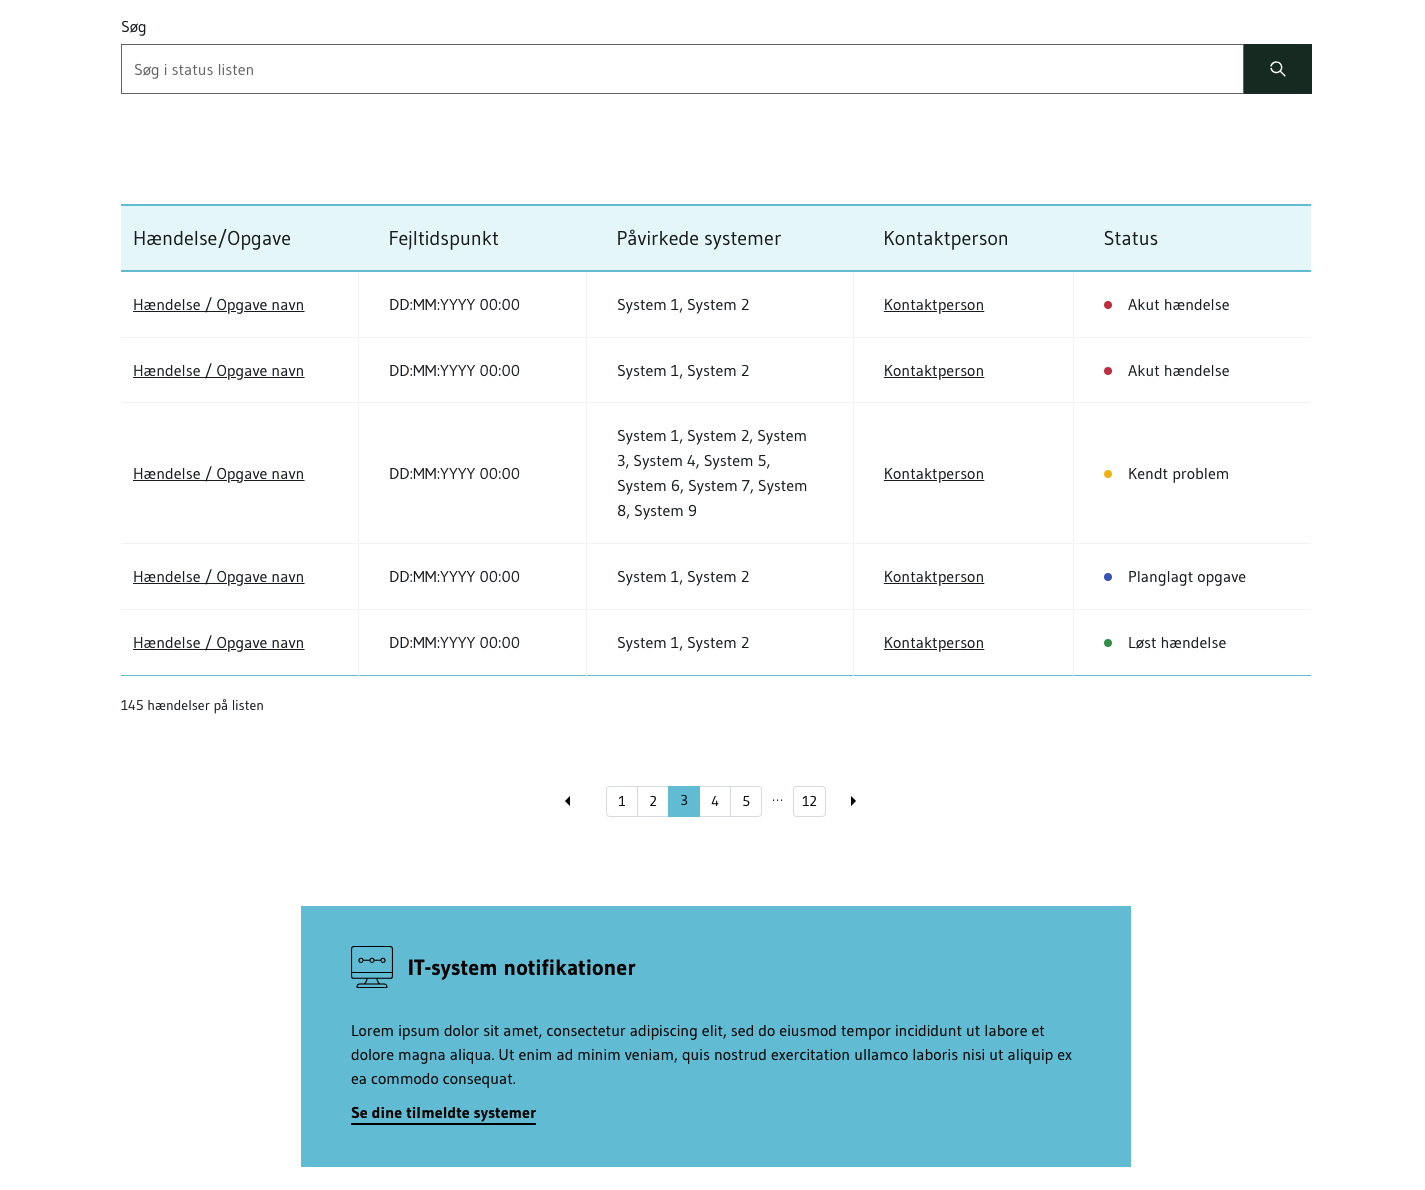 Søg
Søg i status listen
Hændelse/Opgave Fejltidspunkt Påvirkede systemer Kontaktperson Status
Hændelse / Opgave navn DD:MM:YYYY 00:00 System 1, System 2 Kontaktperson Akut hændelse
Hændelse / Opgave navn DD:MM:YYYY 00:00 System 1, System 2 Kontaktperson Akut hændelse
System 1, System 2, System
3, System 4, System 5,
Hændelse / Opgave navn DD:MM:YYYY 00:00 Kontaktperson Kendt problem
System 6, System 7, System
8, System 9
Hændelse / Opgave navn DD:MM:YYYY 00:00 System 1, System 2 Kontaktperson Planglagt opgave
Hændelse / Opgave navn DD:MM:YYYY 00:00 System 1, System 2 Kontaktperson Løst hændelse
145 hændelser på listen
1 2 3 4 5 ... 12
IT-system notifikationer
Lorem ipsum dolor sit amet, consectetur adipiscing elit, sed do eiusmod tempor incididunt ut labore et
dolore magna aliqua. Ut enim ad minim veniam, quis nostrud exercitation ullamco laboris nisi ut aliquip ex
ea commodo consequat.
Se dine tilmeldte systemer